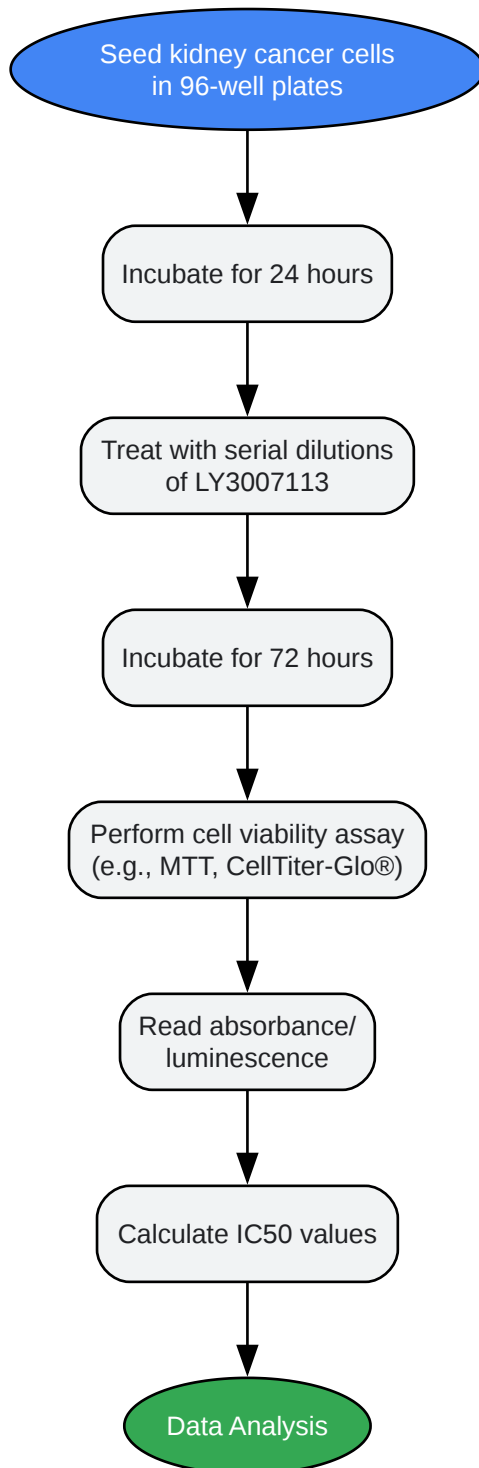 Seed kidney cancer cells
in 96-well plates
Incubate for 24 hours
Treat with serial dilutions
of LY3007113
Incubate for 72 hours
Perform cell viability assay
(e.g., MTT, CellTiter-Glo®)
Read absorbance/
luminescence
Calculate IC50 values
Data Analysis